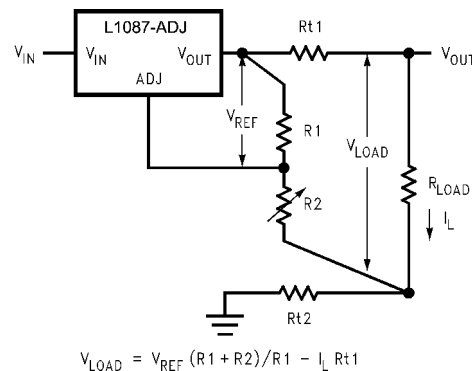 L1087-ADJ
Rt1
V_IN
V_IN
V_OUT
V_OUT
ADJ
V_REF
R1
V_LOAD
R_LOAD
R2
I_L
Rt2
V_LOAD = V_REF (R1 + R2)/R1 - I_L Rt1